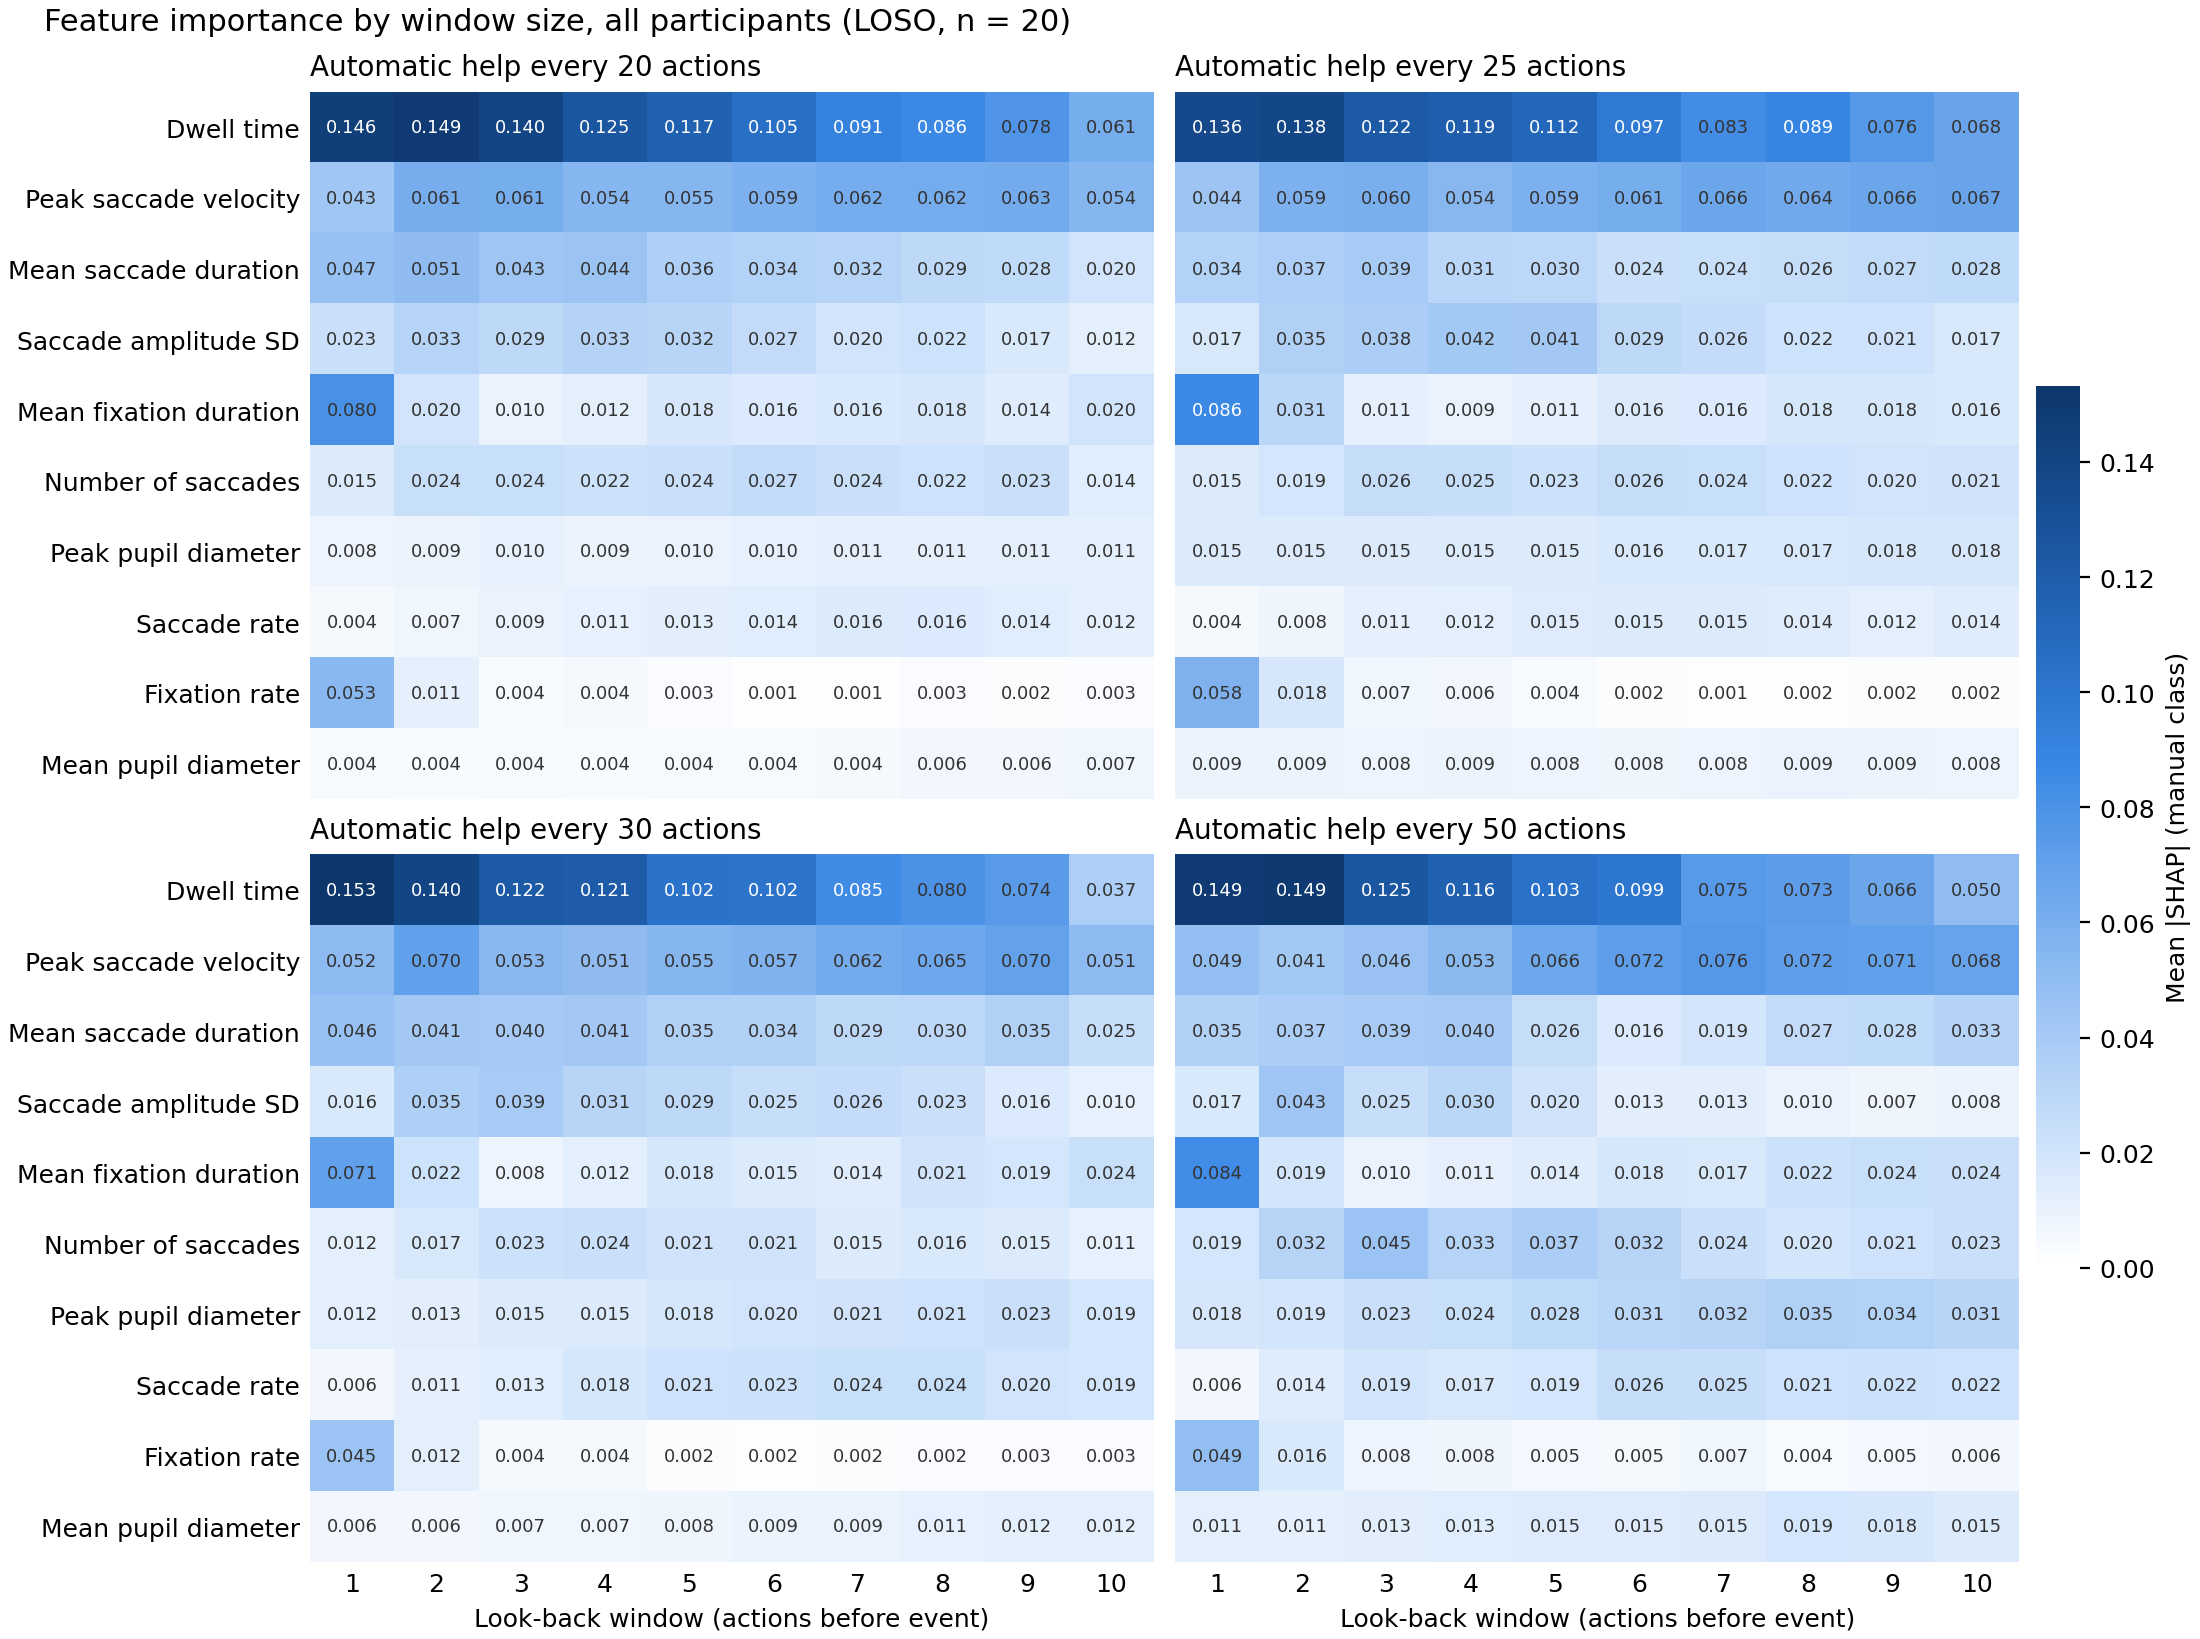 Feature importance by window size, all participants (LOSO, n = 20)
Automatic help every 20 actions
Dwell time 0.146 0.149 0.140 0.125 0.117 0.105 0.091 0.086 0.078 0.061
Peak saccade velocity 0.043 0.061 0.061 0.054 0.055 0.059 0.062 0.062 0.063 0.054
Mean saccade duration 0.047 0.051 0.043 0.044 0.036 0.034 0.032 0.029 0.028 0.020
Saccade amplitude SD 0.023 0.033 0.029 0.033 0.032 0.027 0.020 0.022 0.017 0.012
Mean fixation duration 0.080 0.020 0.010 0.012 0.018 0.016 0.016 0.018 0.014 0.020
Number of saccades 0.015 0.024 0.024 0.022 0.024 0.027 0.024 0.022 0.023 0.014
Peak pupil diameter 0.008 0.009 0.010 0.009 0.010 0.010 0.011 0.011 0.011 0.011
Saccade rate 0.004 0.007 0.009 0.011 0.013 0.014 0.016 0.016 0.014 0.012
Fixation rate 0.053 0.011 0.004 0.004 0.003 0.001 0.001 0.003 0.002 0.003
Mean pupil diameter 0.004 0.004 0.004 0.004 0.004 0.004 0.004 0.006 0.006 0.007
Automatic help every 25 actions
0.136 0.138 0.122 0.119 0.112 0.097 0.083 0.089 0.076 0.068
0.044 0.059 0.060 0.054 0.059 0.061 0.066 0.064 0.066 0.067
0.034 0.037 0.039 0.031 0.030 0.024 0.024 0.026 0.027 0.028
0.017 0.035 0.038 0.042 0.041 0.029 0.026 0.022 0.021 0.017
0.086 0.031 0.011 0.009 0.011 0.016 0.016 0.018 0.018 0.016
0.015 0.019 0.026 0.025 0.023 0.026 0.024 0.022 0.020 0.021
0.015 0.015 0.015 0.015 0.015 0.016 0.017 0.017 0.018 0.018
0.004 0.008 0.011 0.012 0.015 0.015 0.015 0.014 0.012 0.014
0.058 0.018 0.007 0.006 0.004 0.002 0.001 0.002 0.002 0.002
0.009 0.009 0.008 0.009 0.008 0.008 0.008 0.009 0.009 0.008
Automatic help every 30 actions
Dwell time 0.153 0.140 0.122 0.121 0.102 0.102 0.085 0.080 0.074 0.037
Peak saccade velocity 0.052 0.070 0.053 0.051 0.055 0.057 0.062 0.065 0.070 0.051
Mean saccade duration 0.046 0.041 0.040 0.041 0.035 0.034 0.029 0.030 0.035 0.025
Saccade amplitude SD 0.016 0.035 0.039 0.031 0.029 0.025 0.026 0.023 0.016 0.010
Mean fixation duration 0.071 0.022 0.008 0.012 0.018 0.015 0.014 0.021 0.019 0.024
Number of saccades 0.012 0.017 0.023 0.024 0.021 0.021 0.015 0.016 0.015 0.011
Peak pupil diameter 0.012 0.013 0.015 0.015 0.018 0.020 0.021 0.021 0.023 0.019
Saccade rate 0.006 0.011 0.013 0.018 0.021 0.023 0.024 0.024 0.020 0.019
Fixation rate 0.045 0.012 0.004 0.004 0.002 0.002 0.002 0.002 0.003 0.003
Mean pupil diameter 0.006 0.006 0.007 0.007 0.008 0.009 0.009 0.011 0.012 0.012
1 2 3 4 5 6 7 8 9 10
Look-back window (actions before event)
Automatic help every 50 actions
0.149 0.149 0.125 0.116 0.103 0.099 0.075 0.073 0.066 0.050
0.049 0.041 0.046 0.053 0.066 0.072 0.076 0.072 0.071 0.068
0.035 0.037 0.039 0.040 0.026 0.016 0.019 0.027 0.028 0.033
0.017 0.043 0.025 0.030 0.020 0.013 0.013 0.010 0.007 0.008
0.084 0.019 0.010 0.011 0.014 0.018 0.017 0.022 0.024 0.024
0.019 0.032 0.045 0.033 0.037 0.032 0.024 0.020 0.021 0.023
0.018 0.019 0.023 0.024 0.028 0.031 0.032 0.035 0.034 0.031
0.006 0.014 0.019 0.017 0.019 0.026 0.025 0.021 0.022 0.022
0.049 0.016 0.008 0.008 0.005 0.005 0.007 0.004 0.005 0.006
0.011 0.011 0.013 0.013 0.015 0.015 0.015 0.019 0.018 0.015
1 2 3 4 5 6 7 8 9 10
Look-back window (actions before event)
0.14
0.12
0.10
0.08
0.06
0.04
0.02
0.00
Mean |SHAP| (manual class)